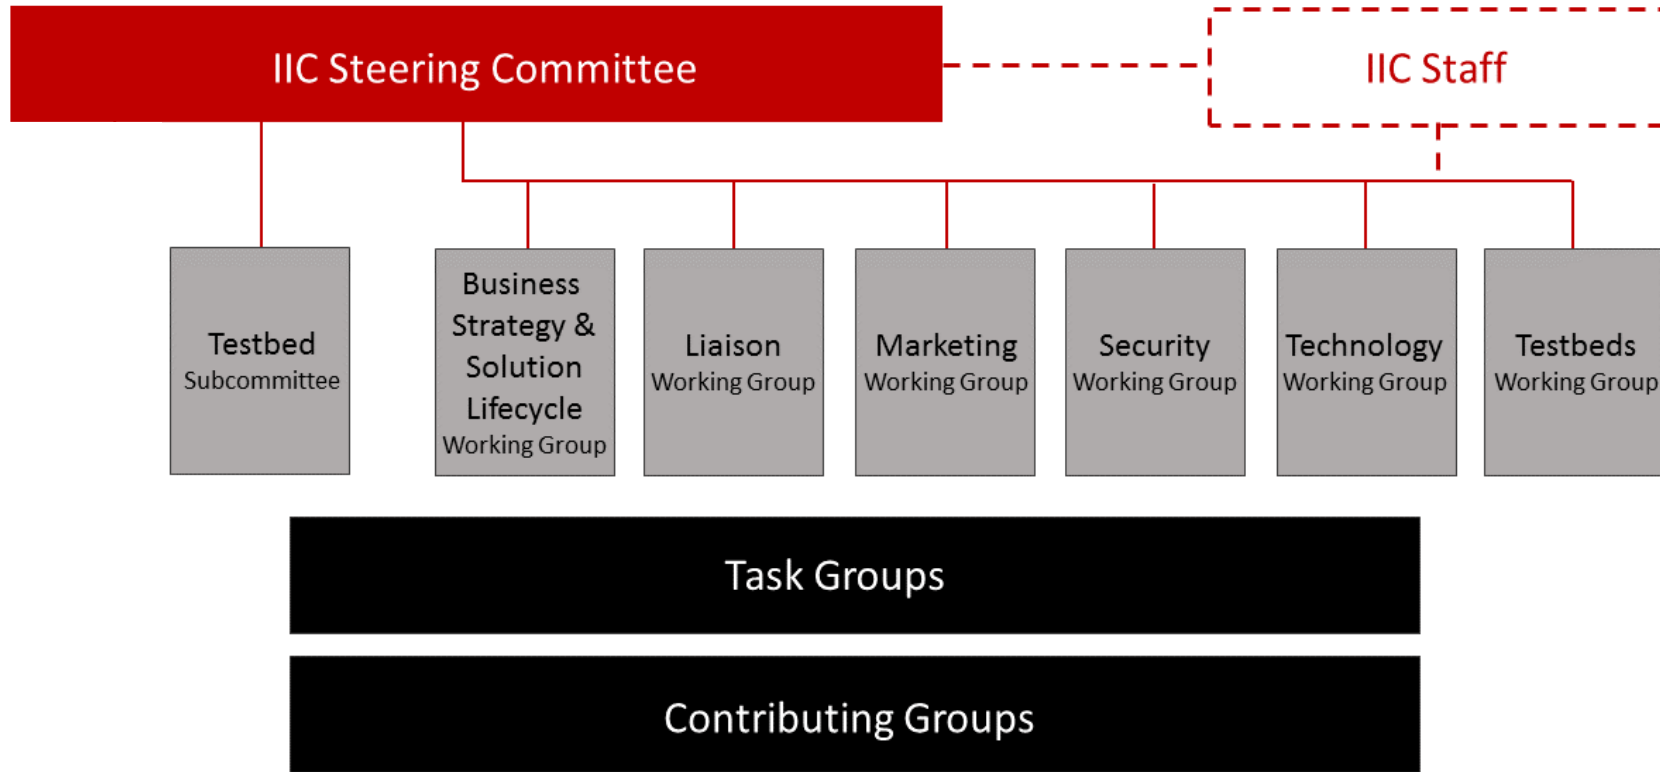 IIC Steering Committee
IIC Staff
Testbed
Subcommittee
Business
Strategy &
Solution
Lifecycle
Working Group
Liaison
Working Group
Marketing
Working Group
Security
Working Group
Technology
Working Group
Testbeds
Working Group
Task Groups
Contributing Groups